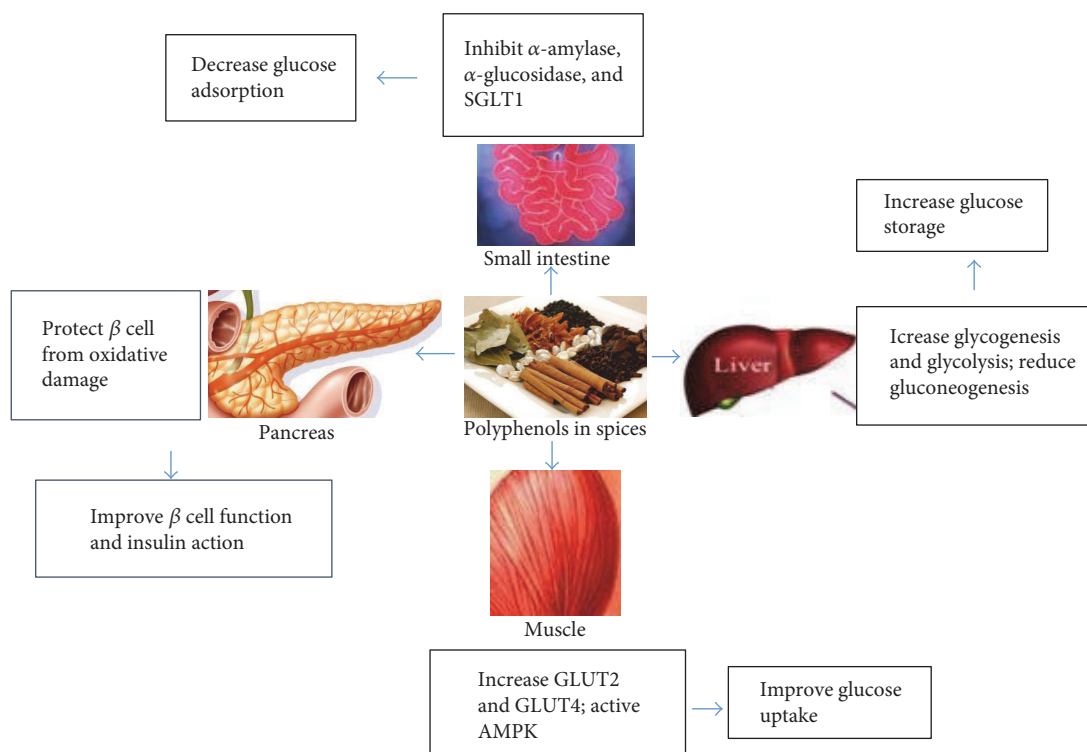 Decrease glucose
adsorption
Inhibit α-amylase,
α-glucosidase, and
SGLT1
Small intestine
Increase glucose
storage
Protect β cell
from oxidative
damage
Pancreas
Polyphenols in spices
Liver
Icrease glycogenesis
and glycolysis; reduce
gluconeogenesis
Improve β cell function
and insulin action
Muscle
Increase GLUT2
and GLUT4; active
AMPK
Improve glucose
uptake